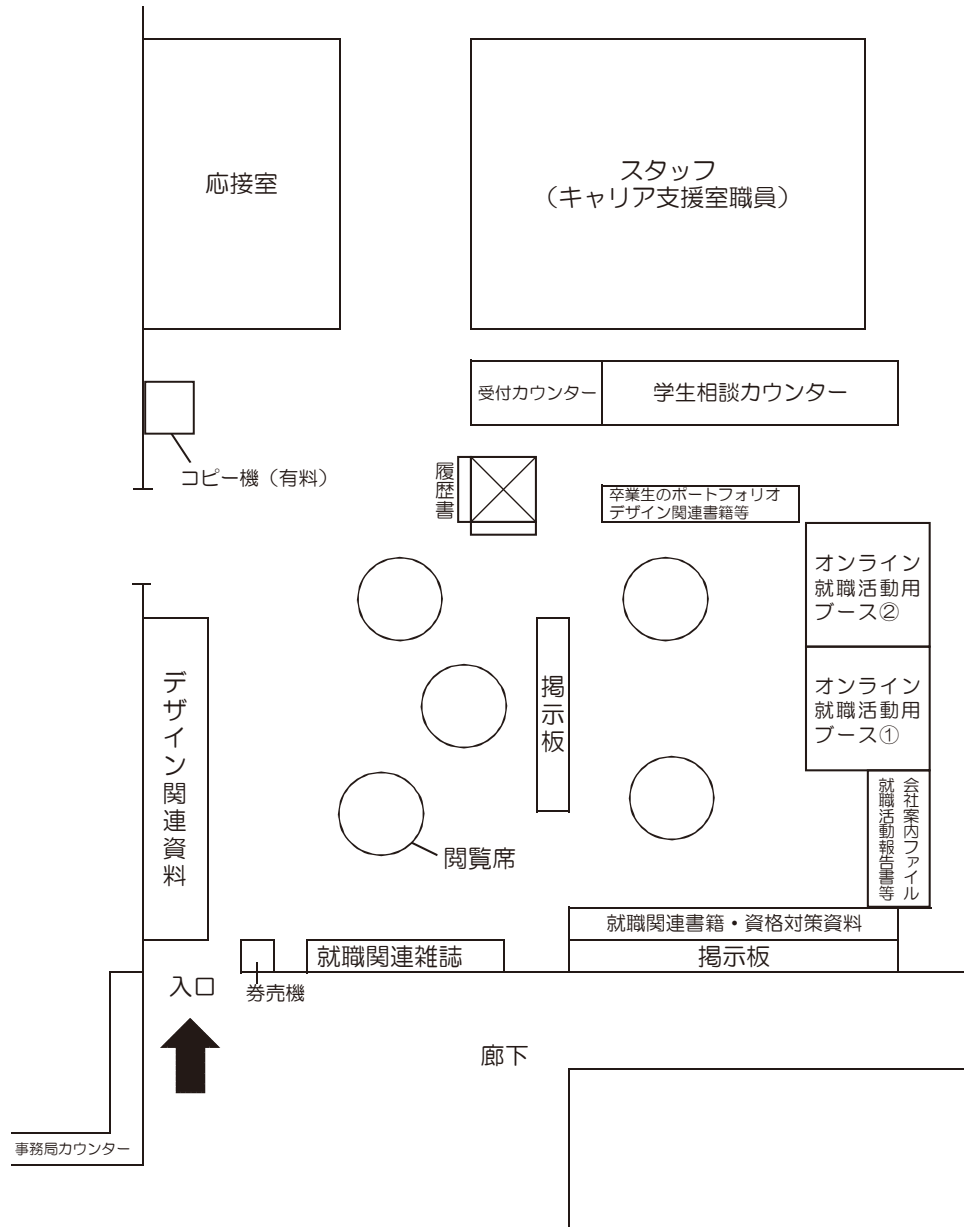 応接室
スタッフ
（キャリア支援室職員）
受付カウンター
学生相談カウンター
コピー機（有料）
履歴書
卒業生のポートフォリオ
デザイン関連書籍等
オンライン
就職活動用
ブース②
オンライン
就職活動用
ブース①
掲示板
デザイン関連資料
会社案内ファイル
就職活動報告書等
閲覧席
就職関連書籍・資格対策資料
掲示板
就職関連雑誌
券売機
入口
廊下
事務局カウンター